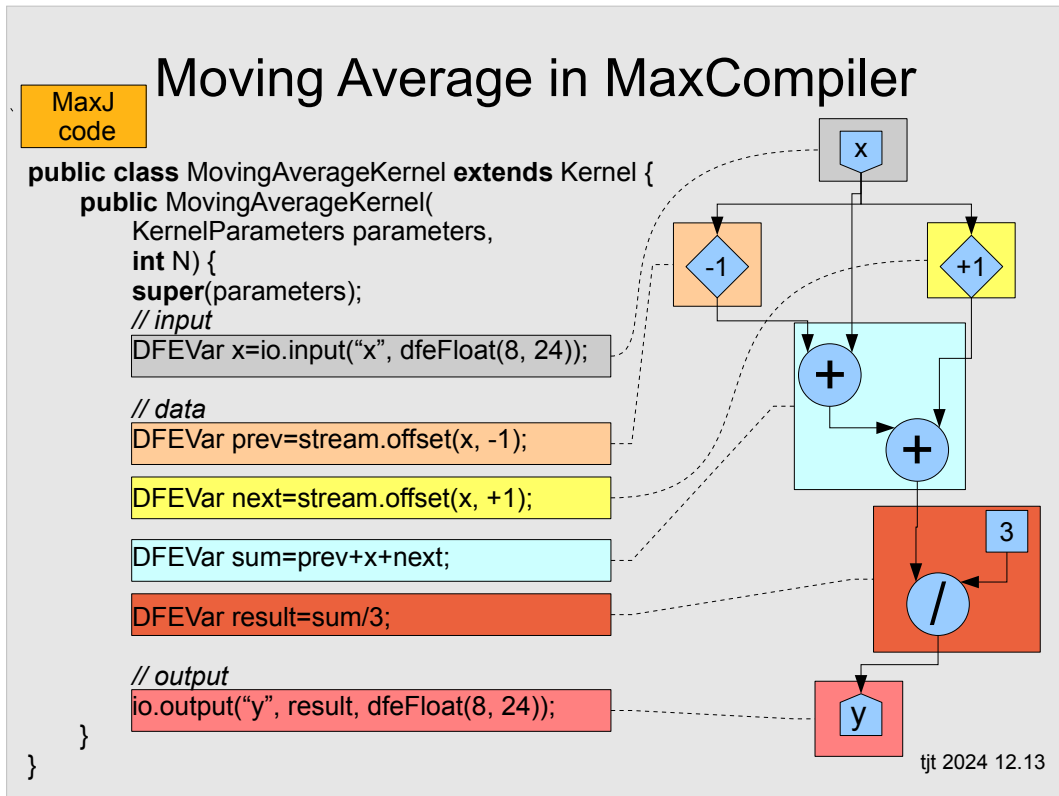 Moving Average in MaxCompiler
`
MaxJ
code
public class MovingAverageKernel extends Kernel {
public MovingAverageKernel(
KernelParameters parameters,
int N) {
super(parameters);
// input
DFEVar x=io.input(“x”, dfeFloat(8, 24));
// data
DFEVar prev=stream.offset(x, -1);
DFEVar next=stream.offset(x, +1);
DFEVar sum=prev+x+next;
DFEVar result=sum/3;
// output
io.output(“y”, result, dfeFloat(8, 24));
}
}
x
-1
+1
+
+
3
/
y
tjt 2024 12.13